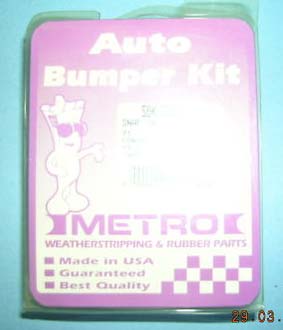 Auto
Bumper Kit
METRO
WEATHERSTRIPPING & RUBBER PARTS
Made in USA
Guaranteed
Best Quality
29.03.